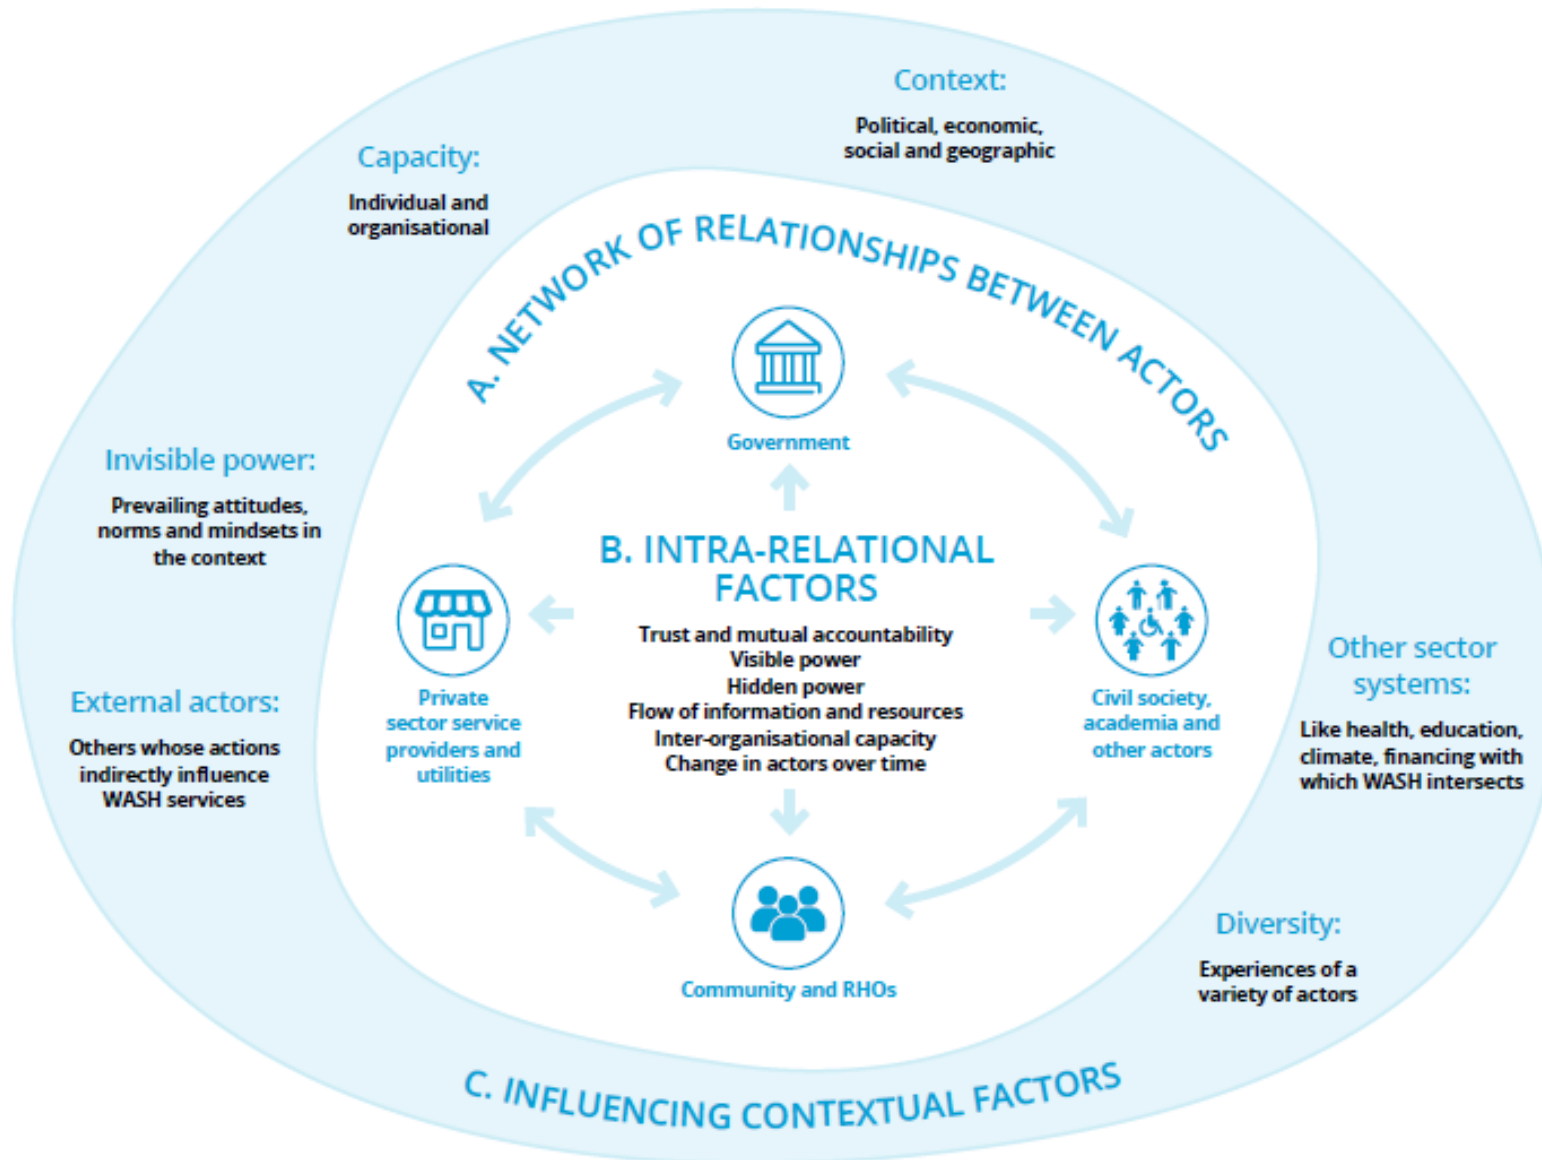 Context:
Political, economic,
social and geographic
Capacity:
Individual and
organisational
A. NETWORK OF RELATIONSHIPS BETWEEN ACTORS
Government
Invisible power:
Prevailing attitudes,
norms and mindsets in
the context
B. INTRA-RELATIONAL
FACTORS
Trust and mutual accountability
Visible power
Hidden power
Flow of information and resources
Inter-organisational capacity
Change in actors over time
Private
sector service
providers and
utilities
Civil society,
academia and
other actors
External actors:
Others whose actions
indirectly influence
WASH services
Other sector
systems:
Like health, education,
climate, financing with
which WASH intersects
Community and RHOs
Diversity:
Experiences of a
variety of actors
C. INFLUENCING CONTEXTUAL FACTORS